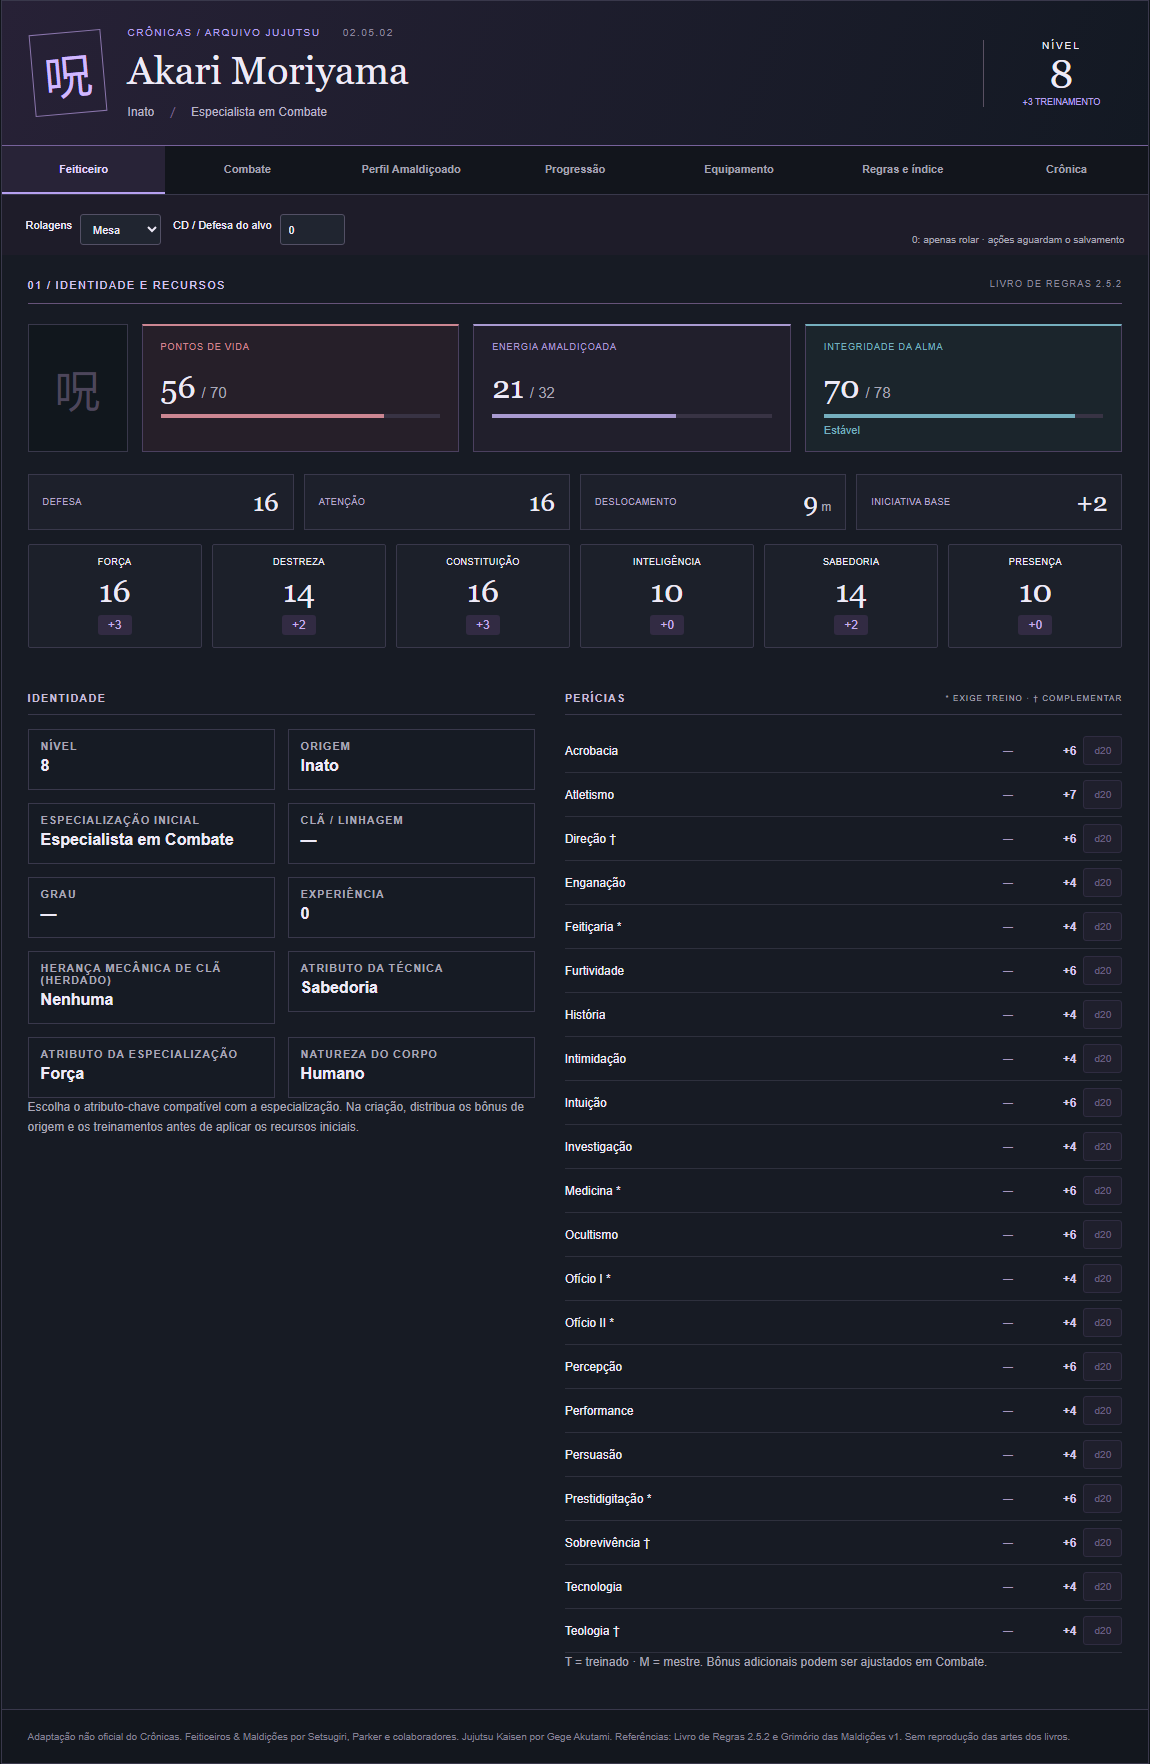 呪
CRÔNICAS / ARQUIVO JUJUTSU 02.05.02
Akari Moriyama
Inato / Especialista em Combate
NÍVEL
8
+3 TREINAMENTO
Feiticeiro Combate Perfil Amaldiçoado Progressão Equipamento Regras e índice Crônica
Rolagens Mesa CD / Defesa do alvo 0
0: apenas rolar · ações aguardam o salvamento
01 / IDENTIDADE E RECURSOS
LIVRO DE REGRAS 2.5.2
呪
PONTOS DE VIDA
56 / 70
ENERGIA AMALDIÇOADA
21 / 32
INTEGRIDADE DA ALMA
70 / 78
Estável
DEFESA 16
ATENÇÃO 16
DESLOCAMENTO 9 m
INICIATIVA BASE +2
FORÇA
16
+3
DESTREZA
14
+2
CONSTITUIÇÃO
16
+3
INTELIGÊNCIA
10
+0
SABEDORIA
14
+2
PRESENÇA
10
+0
IDENTIDADE
NÍVEL
8
ORIGEM
Inato
ESPECIALIZAÇÃO INICIAL
Especialista em Combate
CLÃ / LINHAGEM
—
GRAU
—
EXPERIÊNCIA
0
HERANÇA MECÂNICA DE CLÃ
(HERDADO)
Nenhuma
ATRIBUTO DA TÉCNICA
Sabedoria
ATRIBUTO DA ESPECIALIZAÇÃO
Força
NATUREZA DO CORPO
Humano
Escolha o atributo-chave compatível com a especialização. Na criação, distribua os bônus de
origem e os treinamentos antes de aplicar os recursos iniciais.
PERÍCIAS
* EXIGE TREINO · † COMPLEMENTAR
Acrobacia — +6 d20
Atletismo — +7 d20
Direção † — +6 d20
Enganação — +4 d20
Feitiçaria * — +4 d20
Furtividade — +6 d20
História — +4 d20
Intimidação — +4 d20
Intuição — +6 d20
Investigação — +4 d20
Medicina * — +6 d20
Ocultismo — +6 d20
Ofício I * — +4 d20
Ofício II * — +4 d20
Percepção — +6 d20
Performance — +4 d20
Persuasão — +4 d20
Prestidigitação * — +6 d20
Sobrevivência † — +6 d20
Tecnologia — +4 d20
Teologia † — +4 d20
T = treinado · M = mestre. Bônus adicionais podem ser ajustados em Combate.
Adaptação não oficial do Crônicas. Feiticeiros & Maldições por Setsugiri, Parker e colaboradores. Jujutsu Kaisen por Gege Akutami. Referências: Livro de Regras 2.5.2 e Grimório das Maldições v1. Sem reprodução das artes dos livros.